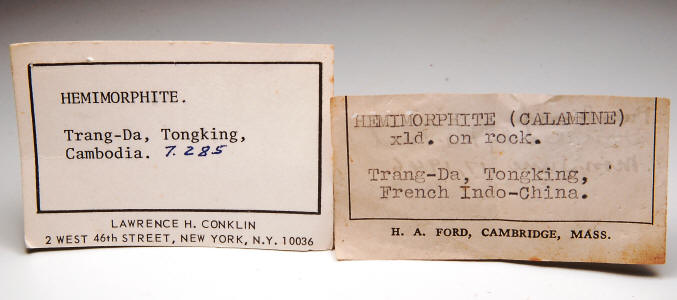 HEMIMORPHITE.
Trang-Da, Tongking,
Cambodia. 7.285
LAWRENCE H. CONKLIN
2 WEST 46th STREET, NEW YORK, N.Y. 10036
HEMIMORPHITE (CALAMINE)
xld. on rock.
Trang-Da, Tongking,
French Indo-China.
H. A. FORD, CAMBRIDGE, MASS.